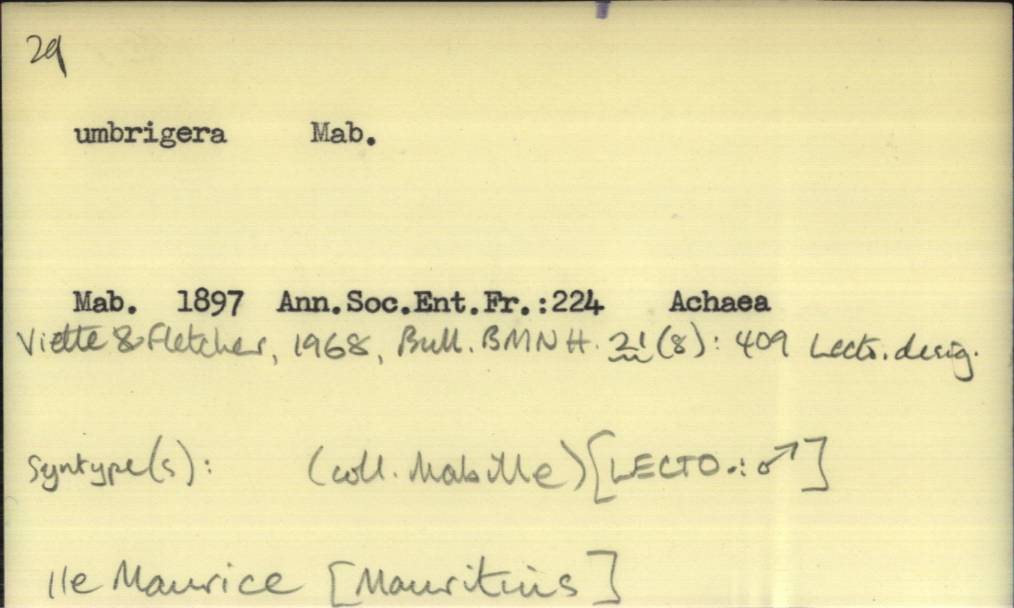 29
umbrigera Mab.
Mab. 1897 Ann.Soc.Ent.Fr.:224 Achaea
Viette & Fletcher, 1968, Bull. BMNH. 21(8): 409 Lecto. desig.
Syntype(s): (coll. Mabille) [LECTO.: ♂]
Ile Maurice [Mauritius]